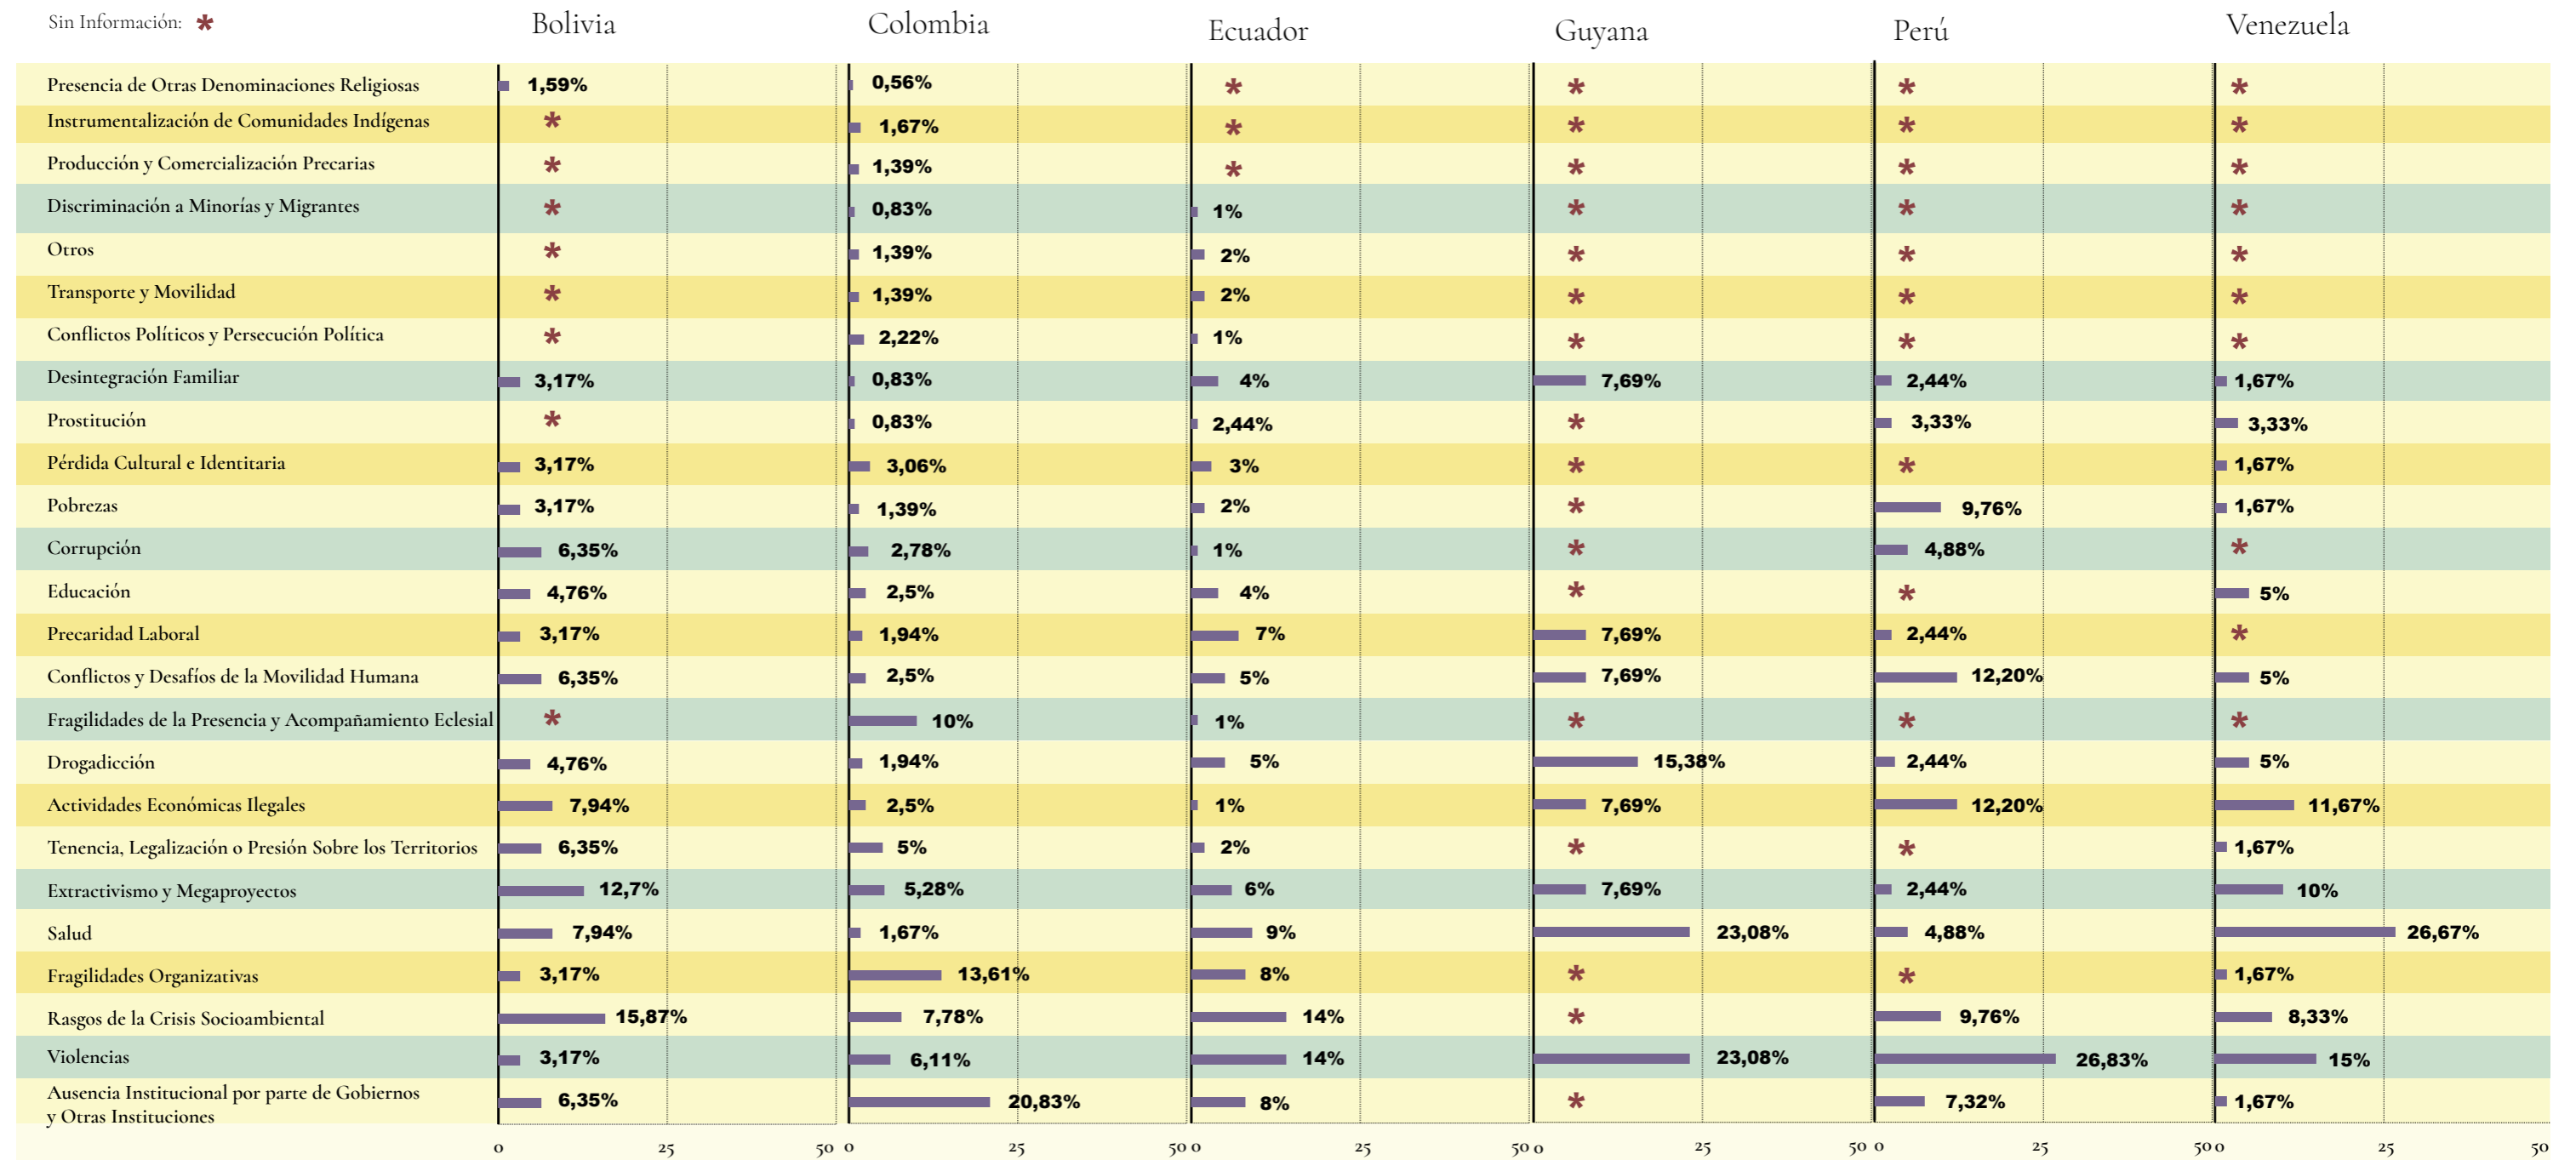 Sin Información: * Bolivia Colombia Ecuador Guyana Perú Venezuela
Presencia de Otras Denominaciones Religiosas 1,59% 0,56% * * * *
Instrumentalización de Comunidades Indígenas * 1,67% * * * *
Producción y Comercialización Precarias * 1,39% * * * *
Discriminación a Minorías y Migrantes * 0,83% 1% * * *
Otros * 1,39% 2% * * *
Transporte y Movilidad * 1,39% 2% * * *
Conflictos Políticos y Persecución Política * 2,22% 1% * * *
Desintegración Familiar 3,17% 0,83% 4% 7,69% 2,44% 1,67%
Prostitución * 0,83% 2,44% * 3,33% 3,33%
Pérdida Cultural e Identitaria 3,17% 3,06% 3% * * 1,67%
Pobrezas 3,17% 1,39% 2% * 9,76% 1,67%
Corrupción 6,35% 2,78% 1% * 4,88% *
Educación 4,76% 2,5% 4% * * 5%
Precaridad Laboral 3,17% 1,94% 7% 7,69% 2,44% *
Conflictos y Desafíos de la Movilidad Humana 6,35% 2,5% 5% 7,69% 12,20% 5%
Fragilidades de la Presencia y Acompañamiento Eclesial * 10% 1% * * *
Drogadicción 4,76% 1,94% 5% 15,38% 2,44% 5%
Actividades Económicas Ilegales 7,94% 2,5% 1% 7,69% 12,20% 11,67%
Tenencia, Legalización o Presión Sobre los Territorios 6,35% 5% 2% * * 1,67%
Extractivismo y Megaproyectos 12,7% 5,28% 6% 7,69% 2,44% 10%
Salud 7,94% 1,67% 9% 23,08% 4,88% 26,67%
Fragilidades Organizativas 3,17% 13,61% 8% * * 1,67%
Rasgos de la Crisis Socioambiental 15,87% 7,78% 14% * 9,76% 8,33%
Violencias 3,17% 6,11% 14% 23,08% 26,83% 15%
Ausencia Institucional por parte de Gobiernos
y Otras Instituciones 6,35% 20,83% 8% * 7,32% 1,67%
0 25 50 0 25 50 0 25 50 0 25 50 0 25 50 0 25 50